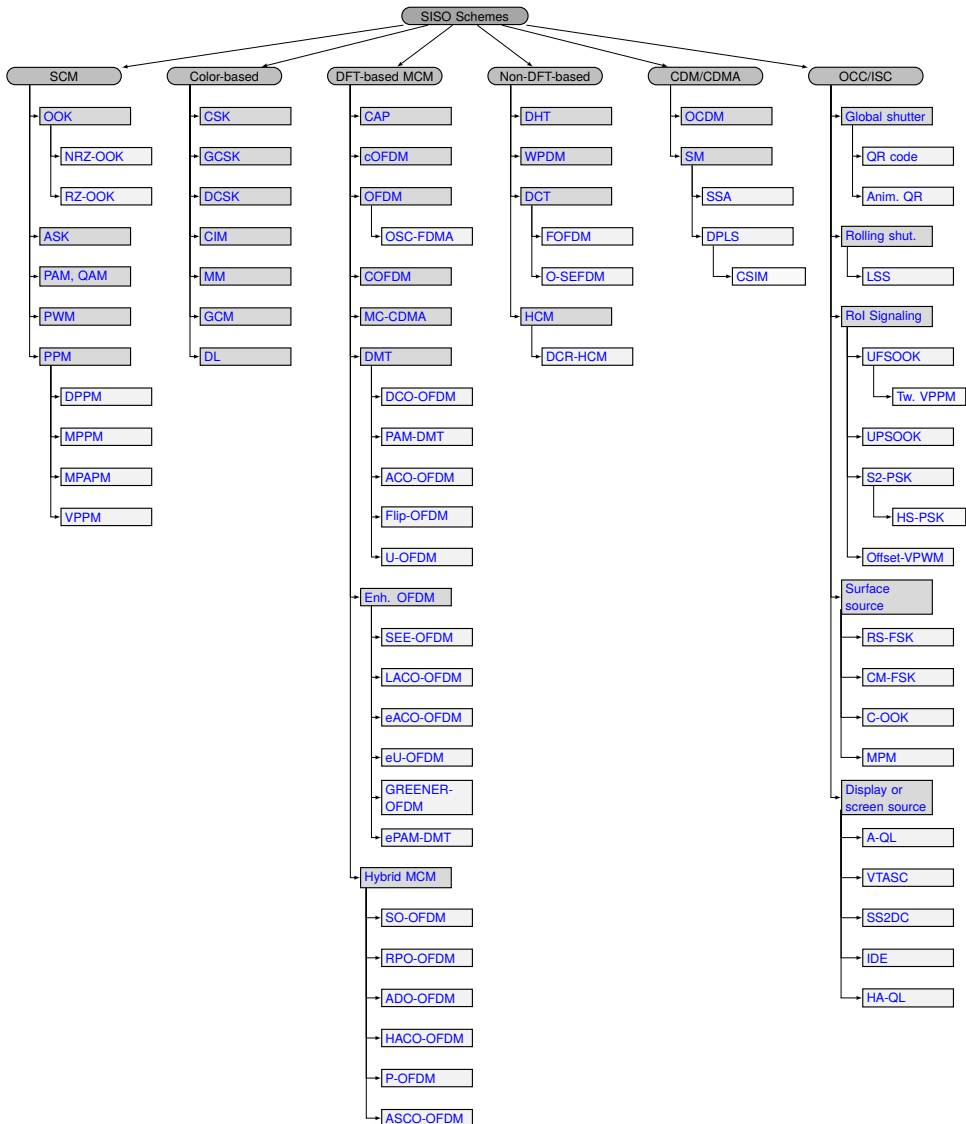 SISO Schemes
SCM
OOK
NRZ-OOK
RZ-OOK
ASK
PAM, QAM
PWM
PPM
DPPM
MPPM
MPAPM
VPPM
Color-based
CSK
GCSK
DCSK
CIM
MM
GCM
DL
DFT-based MCM
CAP
cOFDM
OFDM
OSC-FDMA
COFDM
MC-CDMA
DMT
DCO-OFDM
PAM-DMT
ACO-OFDM
Flip-OFDM
U-OFDM
Enh. OFDM
SEE-OFDM
LACO-OFDM
eACO-OFDM
eU-OFDM
GREENER-
OFDM
ePAM-DMT
Hybrid MCM
SO-OFDM
RPO-OFDM
ADO-OFDM
HACO-OFDM
P-OFDM
ASCO-OFDM
Non-DFT-based
DHT
WPDM
DCT
FOFDM
O-SEFDM
HCM
DCR-HCM
CDM/CDMA
OCDM
SM
SSA
DPLS
CSIM
OCC/ISC
Global shutter
QR code
Anim. QR
Rolling shut.
LSS
RoI Signaling
UFSOOK
Tw. VPPM
UPSOOK
S2-PSK
HS-PSK
Offset-VPWM
Surface
source
RS-FSK
CM-FSK
C-OOK
MPM
Display or
screen source
A-QL
VTASC
SS2DC
IDE
HA-QL